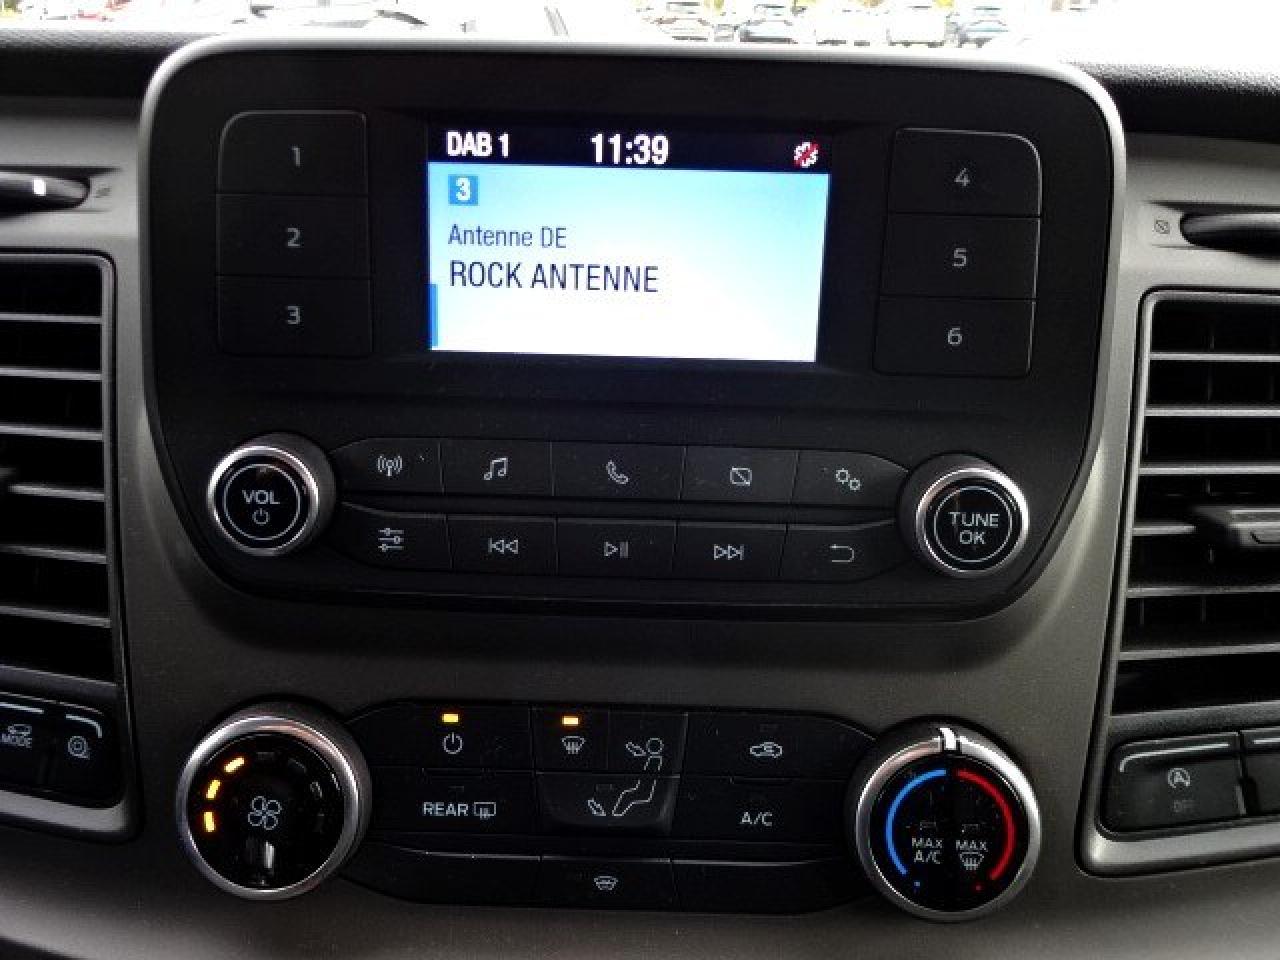 DAB 1 11:39
3
Antenne DE
ROCK ANTENNE
1
2
3
4
5
6
VOL
TUNE
OK
MODE
REAR
A/C
MAX
A/C
MAX
A
OFF